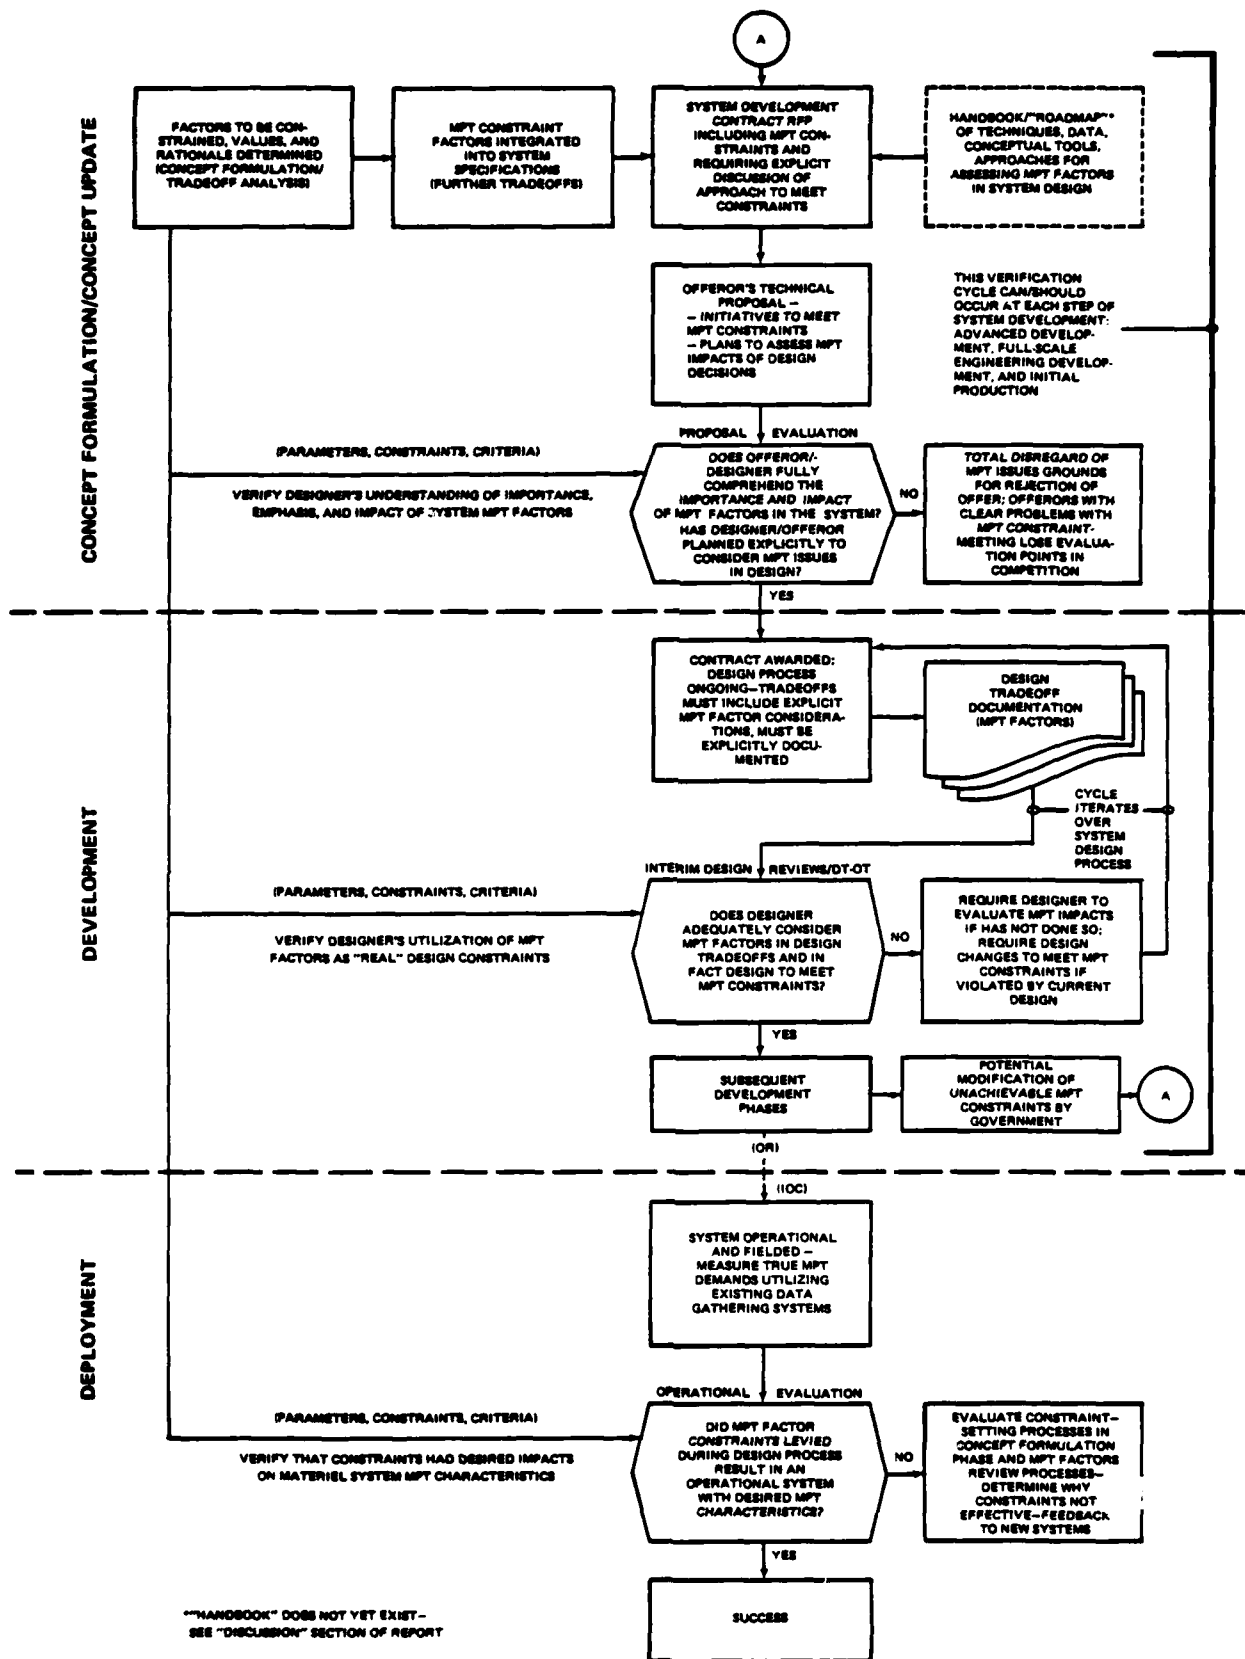 A
CONCEPT FORMULATION/CONCEPT UPDATE
FACTORS TO BE CON-
STRAINED, VALUES, AND
RATIONALE DETERMINED
(CONCEPT FORMULATION/
TRADEOFF ANALYSIS)
MPT CONSTRAINT
FACTORS INTEGRATED
INTO SYSTEM
SPECIFICATIONS
(FURTHER TRADEOFFS)
SYSTEM DEVELOPMENT
CONTRACT RFP
INCLUDING MPT CON-
STRAINTS AND
REQUIRING EXPLICIT
DISCUSSION OF
APPROACH TO MEET
CONSTRAINTS
HANDBOOK/"ROADMAP"*
OF TECHNIQUES, DATA,
CONCEPTUAL TOOLS,
APPROACHES FOR
ASSESSING MPT FACTORS
IN SYSTEM DESIGN
OFFEROR'S TECHNICAL
PROPOSAL –
– INITIATIVES TO MEET
MPT CONSTRAINTS
– PLANS TO ASSESS MPT
IMPACTS OF DESIGN
DECISIONS
THIS VERIFICATION
CYCLE CAN/SHOULD
OCCUR AT EACH STEP OF
SYSTEM DEVELOPMENT:
ADVANCED DEVELOP-
MENT, FULL-SCALE
ENGINEERING DEVELOP-
MENT, AND INITIAL
PRODUCTION
PROPOSAL EVALUATION
(PARAMETERS, CONSTRAINTS, CRITERIA)
VERIFY DESIGNER'S UNDERSTANDING OF IMPORTANCE,
EMPHASIS, AND IMPACT OF SYSTEM MPT FACTORS
DOES OFFEROR/-
DESIGNER FULLY
COMPREHEND THE
IMPORTANCE AND IMPACT
OF MPT FACTORS IN THE SYSTEM?
HAS DESIGNER/OFFEROR
PLANNED EXPLICITLY TO
CONSIDER MPT ISSUES
IN DESIGN?
NO
TOTAL DISREGARD OF
MPT ISSUES GROUNDS
FOR REJECTION OF
OFFER; OFFERORS WITH
CLEAR PROBLEMS WITH
MPT CONSTRAINT-
MEETING LOSE EVALUA-
TION POINTS IN
COMPETITION
YES
DEVELOPMENT
CONTRACT AWARDED:
DESIGN PROCESS
ONGOING—TRADEOFFS
MUST INCLUDE EXPLICIT
MPT FACTOR CONSIDERA-
TIONS, MUST BE
EXPLICITLY DOCU-
MENTED
DESIGN
TRADEOFF
DOCUMENTATION
(MPT FACTORS)
CYCLE
ITERATES
OVER
SYSTEM
DESIGN
PROCESS
INTERIM DESIGN REVIEWS/DT-OT
(PARAMETERS, CONSTRAINTS, CRITERIA)
VERIFY DESIGNER'S UTILIZATION OF MPT
FACTORS AS "REAL" DESIGN CONSTRAINTS
DOES DESIGNER
ADEQUATELY CONSIDER
MPT FACTORS IN DESIGN
TRADEOFFS AND IN
FACT DESIGN TO MEET
MPT CONSTRAINTS?
NO
REQUIRE DESIGNER TO
EVALUATE MPT IMPACTS
IF HAS NOT DONE SO;
REQUIRE DESIGN
CHANGES TO MEET MPT
CONSTRAINTS IF
VIOLATED BY CURRENT
DESIGN
YES
SUBSEQUENT
DEVELOPMENT
PHASES
POTENTIAL
MODIFICATION OF
UNACHIEVABLE MPT
CONSTRAINTS BY
GOVERNMENT
A
(OR)
(IOC)
DEPLOYMENT
SYSTEM OPERATIONAL
AND FIELDED –
MEASURE TRUE MPT
DEMANDS UTILIZING
EXISTING DATA
GATHERING SYSTEMS
OPERATIONAL EVALUATION
(PARAMETERS, CONSTRAINTS, CRITERIA)
VERIFY THAT CONSTRAINTS HAD DESIRED IMPACTS
ON MATERIEL SYSTEM MPT CHARACTERISTICS
DID MPT FACTOR
CONSTRAINTS LEVIED
DURING DESIGN PROCESS
RESULT IN AN
OPERATIONAL SYSTEM
WITH DESIRED MPT
CHARACTERISTICS?
NO
EVALUATE CONSTRAINT–
SETTING PROCESSES IN
CONCEPT FORMULATION
PHASE AND MPT FACTORS
REVIEW PROCESSES—
DETERMINE WHY
CONSTRAINTS NOT
EFFECTIVE—FEEDBACK
TO NEW SYSTEMS
YES
SUCCESS
*"HANDBOOK" DOES NOT YET EXIST –
SEE "DISCUSSION" SECTION OF REPORT